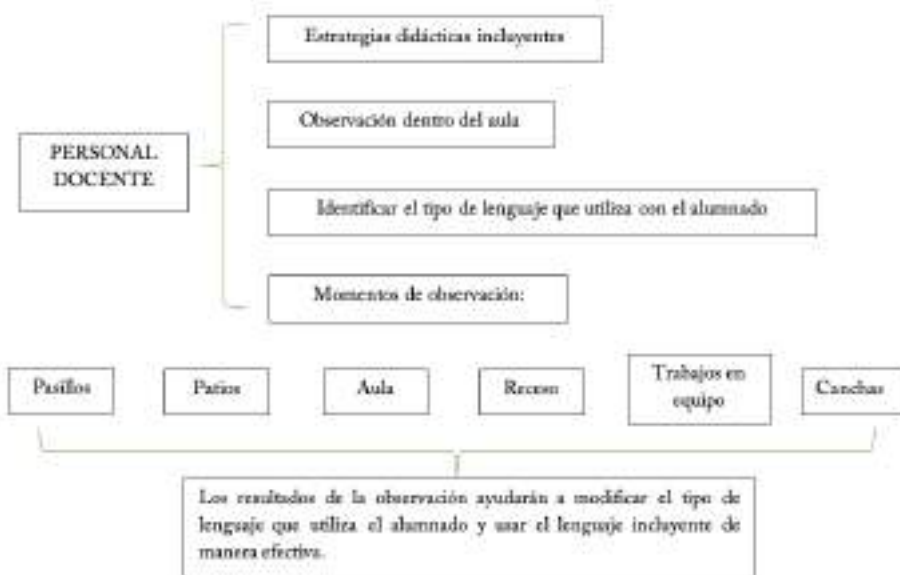 Estrategias didácticas incluyentes
Observación dentro del aula
PERSONAL
DOCENTE
Identificar el tipo de lenguaje que utiliza con el alumnado
Momentos de observación:
Pasillos
Patios
Aula
Receso
Trabajos en
equipo
Canchas
Los resultados de la observación ayudarán a modificar el tipo de
lenguaje que utiliza el alumnado y usar el lenguaje incluyente de
manera efectiva.